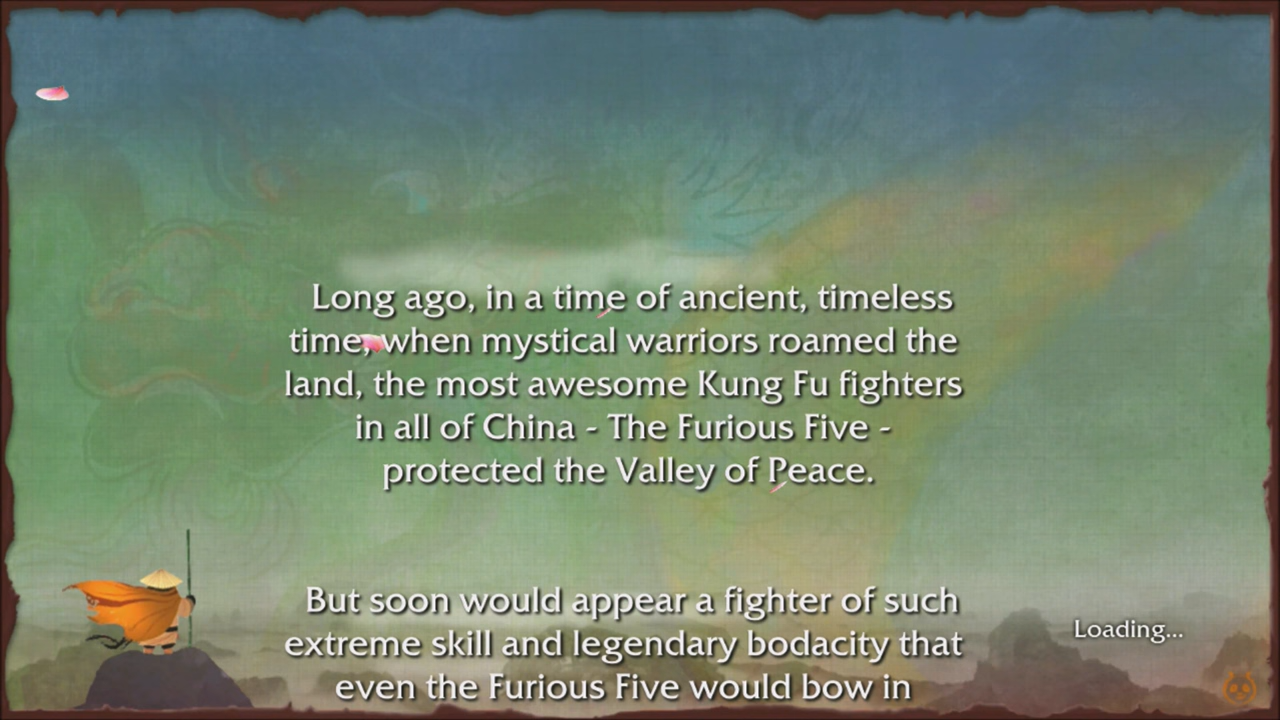 Long ago, in a time of ancient, timeless
time, when mystical warriors roamed the
land, the most awesome Kung Fu fighters
in all of China - The Furious Five -
protected the Valley of Peace.
But soon would appear a fighter of such
extreme skill and legendary bodacity that
even the Furious Five would bow in
Loading...